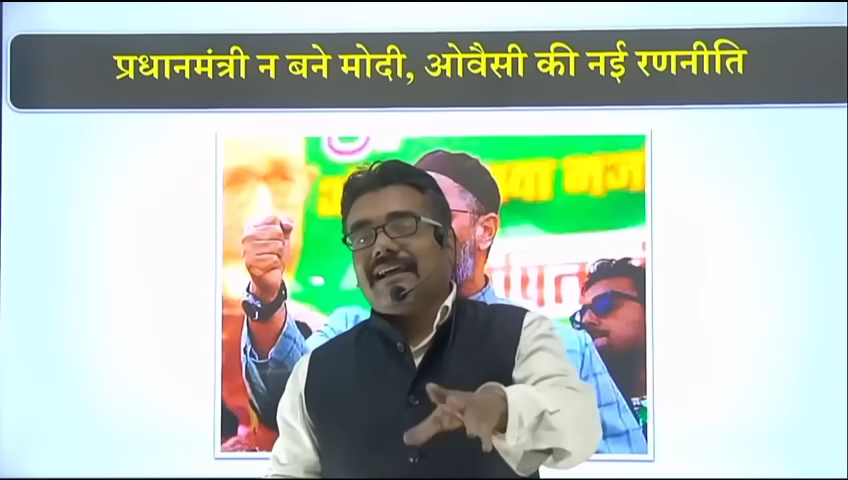 प्रधानमंत्री न बने मोदी, ओवैसी की नई रणनीति